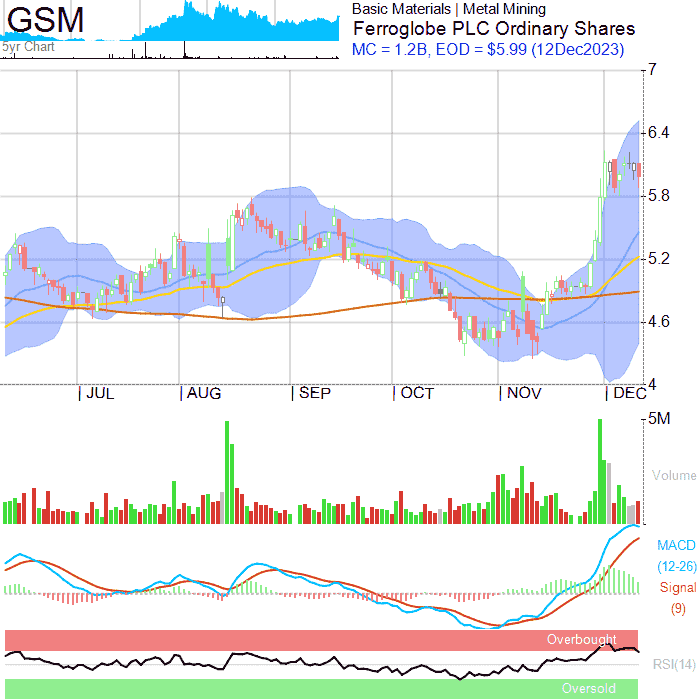 GSM
5yr Chart
Basic Materials | Metal Mining
Ferroglobe PLC Ordinary Shares
MC = 1.2B, EOD = $5.99 (12Dec2023)
7
6.4
5.8
5.2
4.6
4
JUL AUG SEP OCT NOV DEC
5M
Volume
MACD
(12-26)
Signal
(9)
Overbought
RSI(14)
Oversold